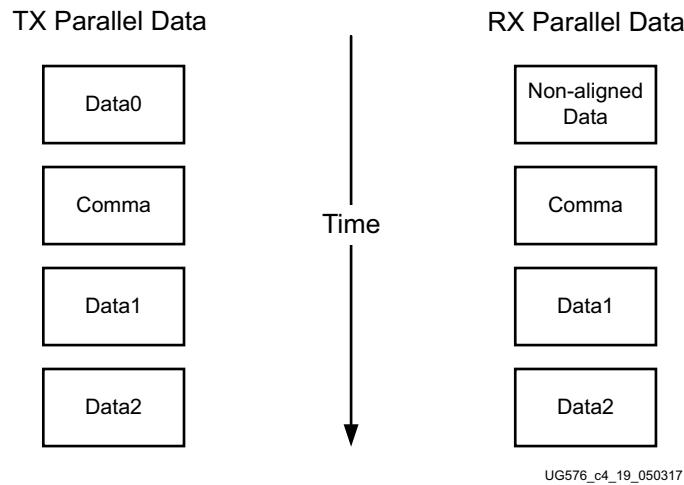 TX Parallel Data
RX Parallel Data
Data0
Non-aligned
Data
Comma
Comma
Time
Data1
Data1
Data2
Data2
UG576_c4_19_050317